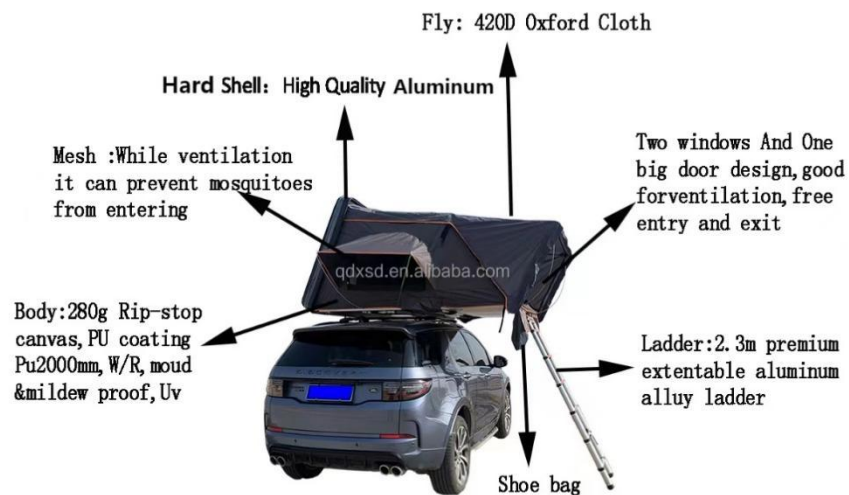 Fly: 420D Oxford Cloth
Hard Shell: High Quality Aluminum
Mesh :While ventilation
it can prevent mosquitoes
from entering
Two windows And One
big door design,good
forventilation,free
entry and exit
qdxsd.en.alibaba.com
Body:280g Rip-stop
canvas,PU coating
Pu2000mm,W/R,moud
&mildew proof,Uv
DISCOVERY
Ladder:2.3m premium
extentable aluminum
alluy ladder
Shoe bag